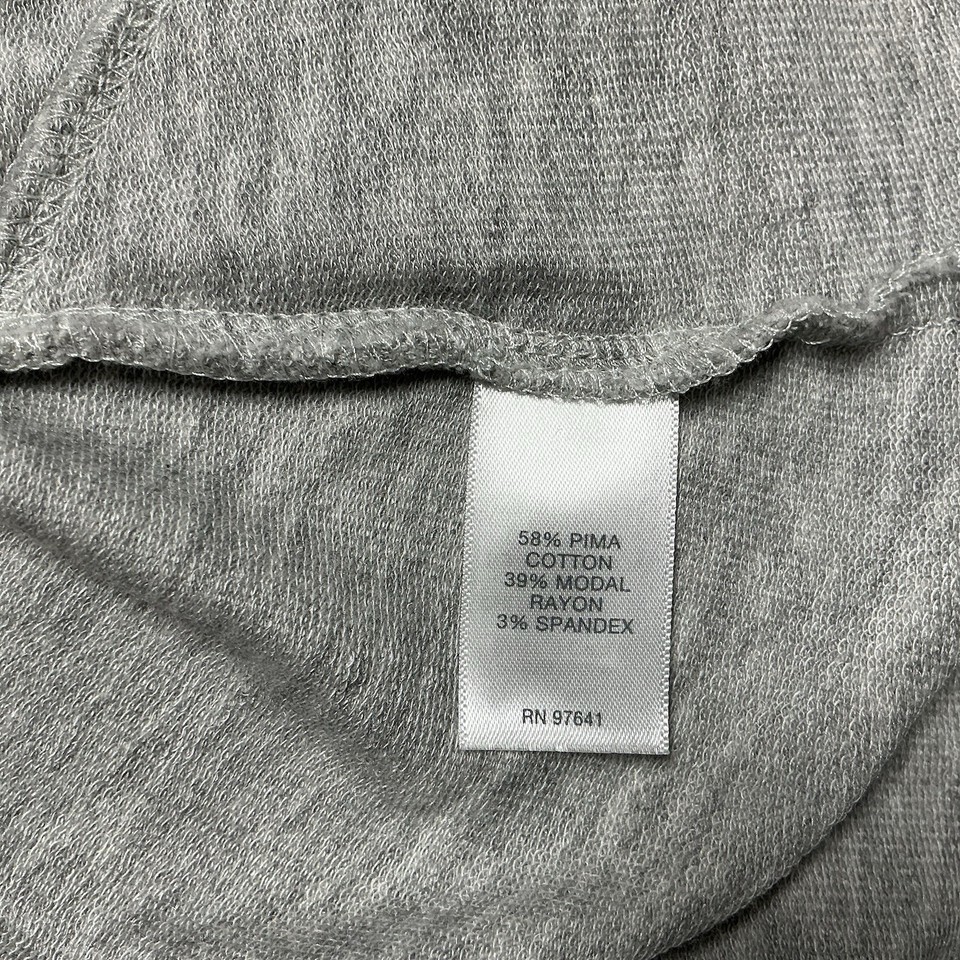 58% PIMA
COTTON
39% MODAL
RAYON
3% SPANDEX
RN 97641